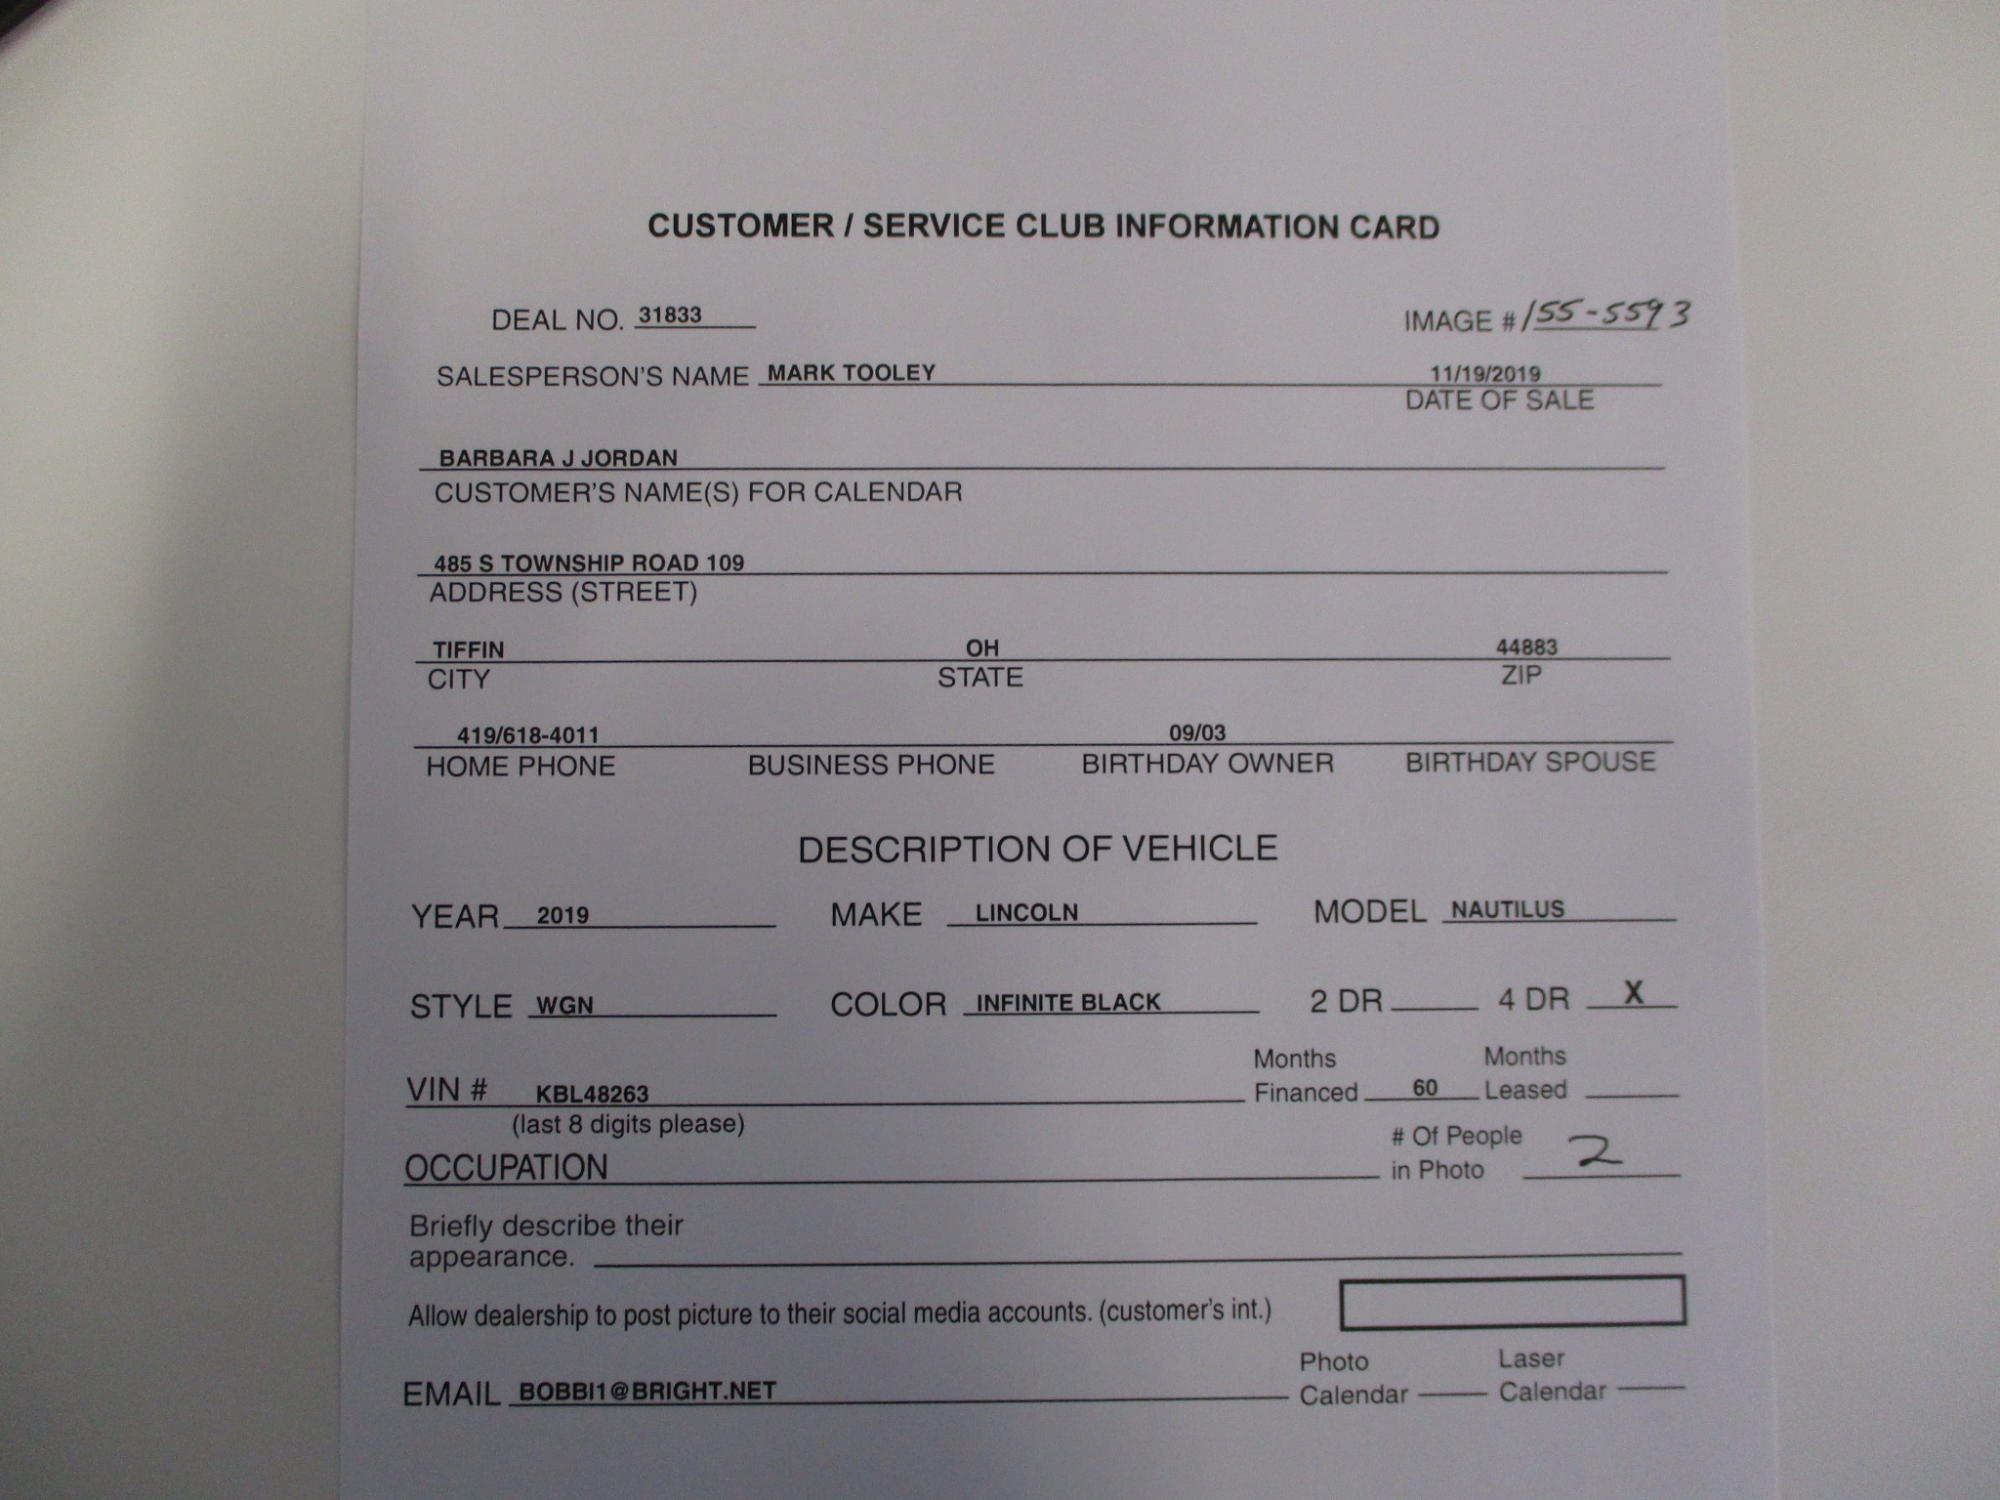 CUSTOMER / SERVICE CLUB INFORMATION CARD
DEAL NO. 31833 IMAGE # 155-5593
SALESPERSON'S NAME MARK TOOLEY 11/19/2019
DATE OF SALE
BARBARA J JORDAN
CUSTOMER'S NAME(S) FOR CALENDAR
485 S TOWNSHIP ROAD 109
ADDRESS (STREET)
TIFFIN OH 44883
CITY STATE ZIP
419/618-4011 09/03
HOME PHONE BUSINESS PHONE BIRTHDAY OWNER BIRTHDAY SPOUSE
DESCRIPTION OF VEHICLE
YEAR 2019 MAKE LINCOLN MODEL NAUTILUS
STYLE WGN COLOR INFINITE BLACK 2 DR 4 DR X
Months Months
VIN # KBL48263 Financed 60 Leased
(last 8 digits please)
# Of People
OCCUPATION in Photo 2
Briefly describe their
appearance.
Allow dealership to post picture to their social media accounts. (customer's int.)
Photo Laser
EMAIL BOBBI1@BRIGHT.NET Calendar Calendar